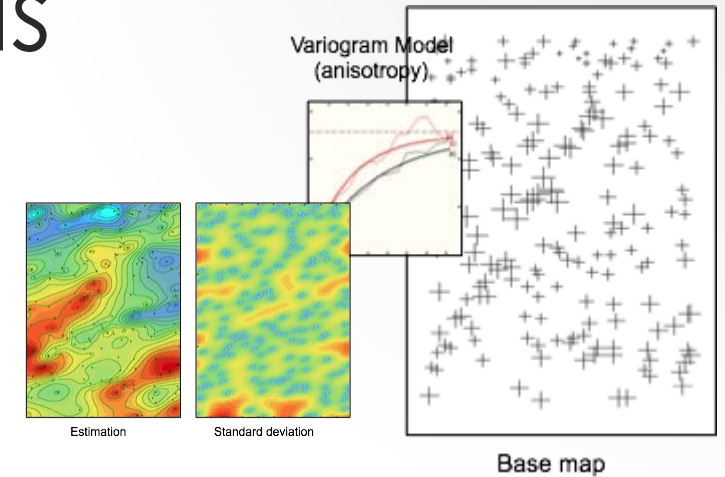 Variogram Model
(anisotropy)
Estimation
Standard deviation
Base map